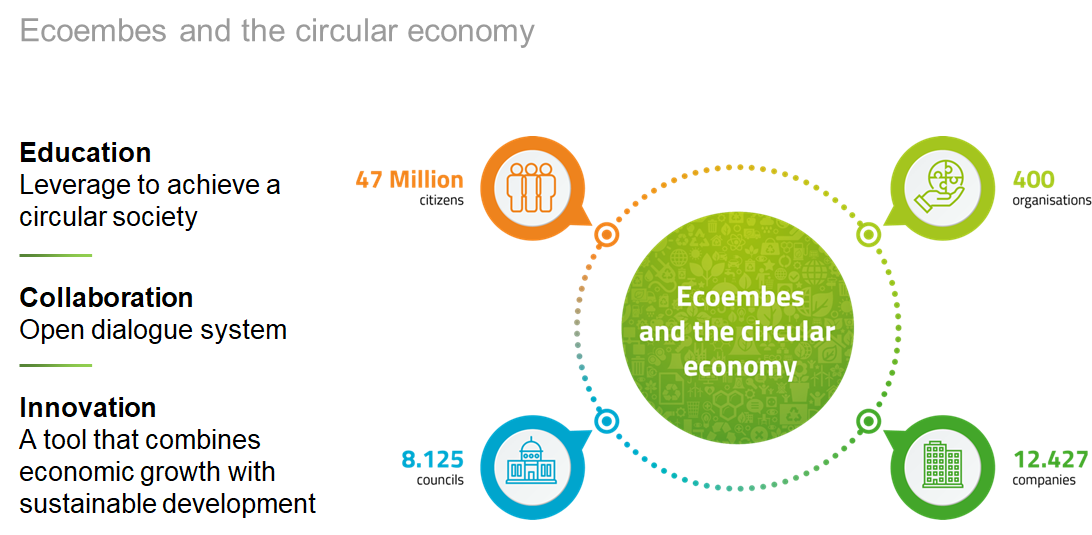 Ecoembes and the circular economy
Education
Leverage to achieve a
circular society
Collaboration
Open dialogue system
Innovation
A tool that combines
economic growth with
sustainable development
47 Million
citizens
400
organisations
Ecoembes
and the circular
economy
8.125
councils
12.427
companies